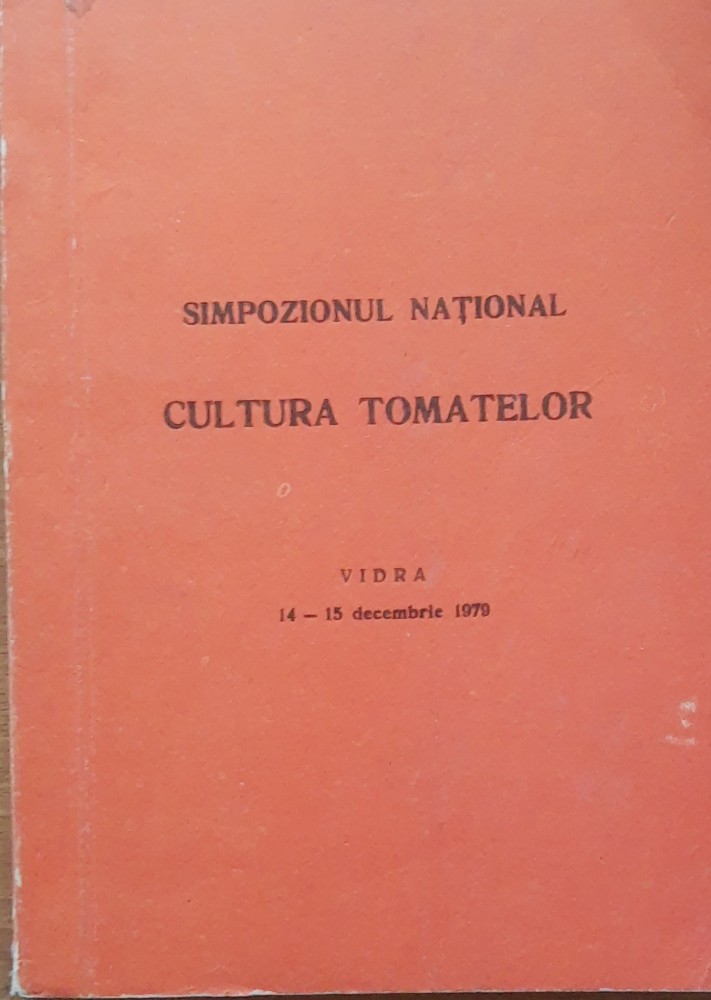 SIMPOZIONUL NAŢIONAL
CULTURA TOMATELOR
VIDRA
14 — 15 decembrie 1979